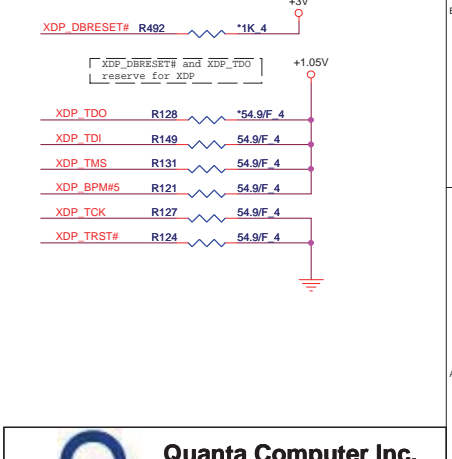 +3V
XDP_DBRESET# R492 *1K_4
XDP_DBRESET# and XDP_TDO
reserve for XDP
+1.05V
XDP_TDO R128 *54.9/F_4
XDP_TDI R149 54.9/F_4
XDP_TMS R131 54.9/F_4
XDP_BPM#5 R121 54.9/F_4
XDP_TCK R127 54.9/F_4
XDP_TRST# R124 54.9/F_4
A
Quanta Computer Inc.